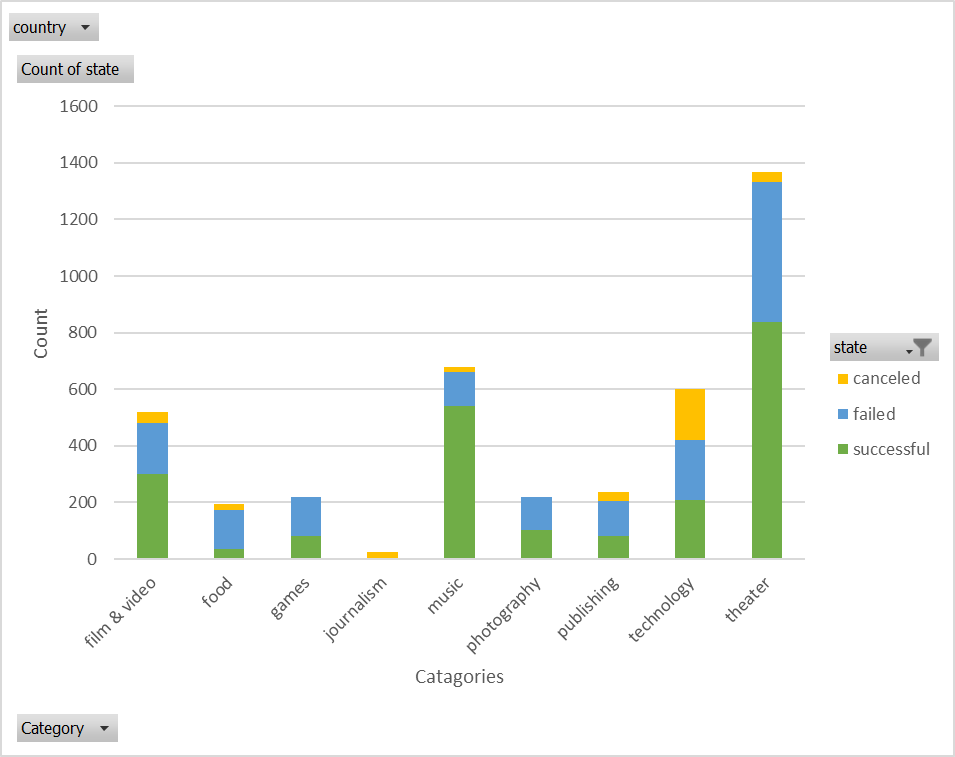 country
Count of state
1600
1400
1200
1000
800
600
400
200
0
Count
film & video
food
games
journalism
music
photography
publishing
technology
theater
Catagories
state
canceled
failed
successful
Category